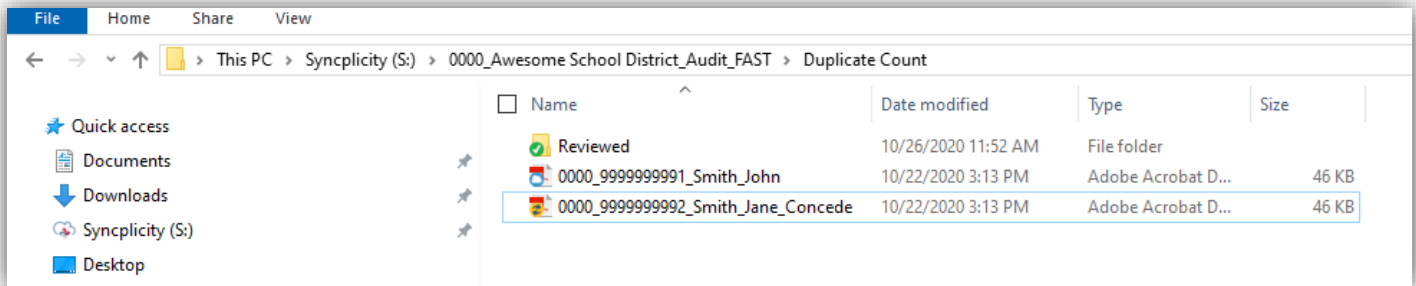 File Home Share View
This PC > Syncplicity (S:) > 0000_Awesome School District_Audit_FAST > Duplicate Count
Name Date modified Type Size
Quick access
Documents
Downloads
Syncplicity (S:)
Desktop
Reviewed 10/26/2020 11:52 AM File folder
0000_9999999991_Smith_John 10/22/2020 3:13 PM Adobe Acrobat D... 46 KB
0000_9999999992_Smith_Jane_Concede 10/22/2020 3:13 PM Adobe Acrobat D... 46 KB